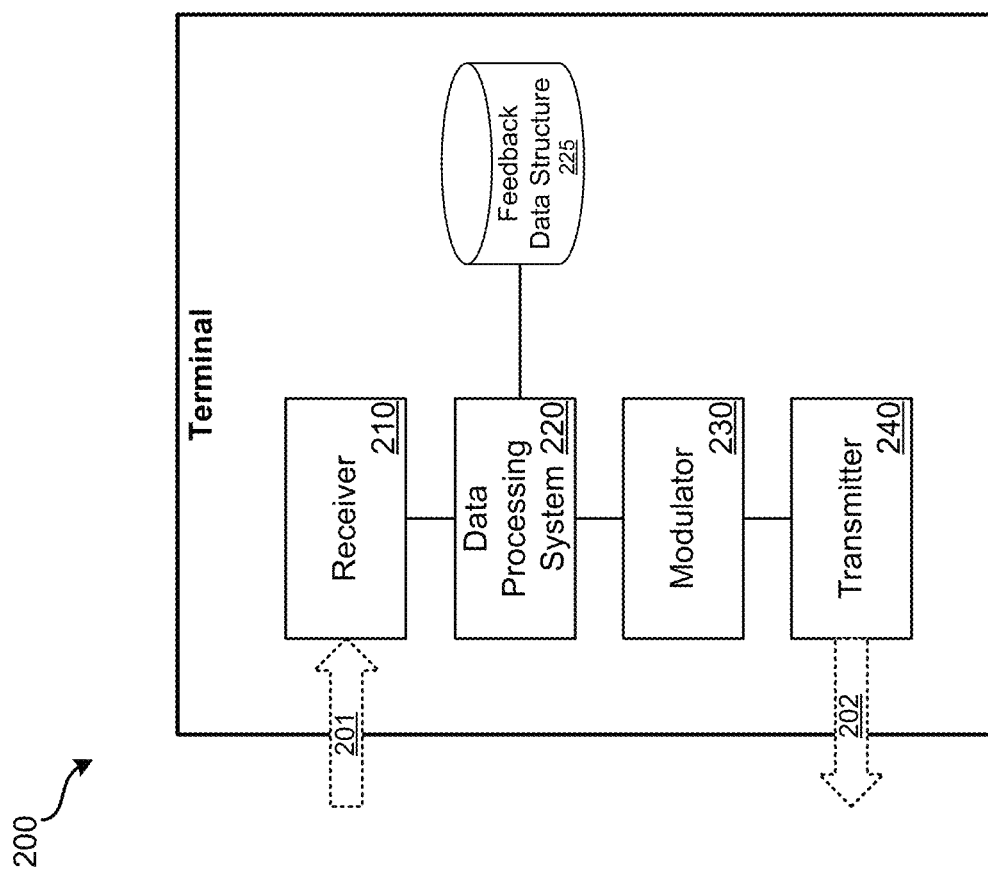 200
Terminal
201
Receiver
210
Data
Processing
System 220
Feedback
Data Structure
225
Modulator
230
Transmitter
240
202